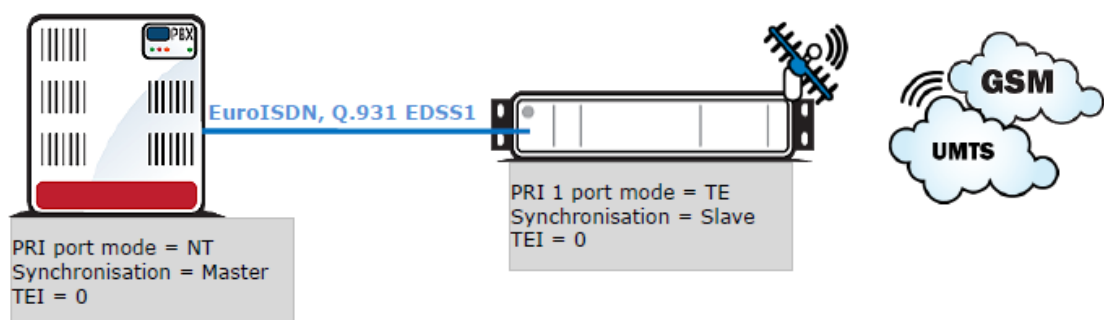 PBX
EuroISDN, Q.931 EDSS1
GSM
UMTS
PRI 1 port mode = TE
Synchronisation = Slave
TEI = 0
PRI port mode = NT
Synchronisation = Master
TEI = 0